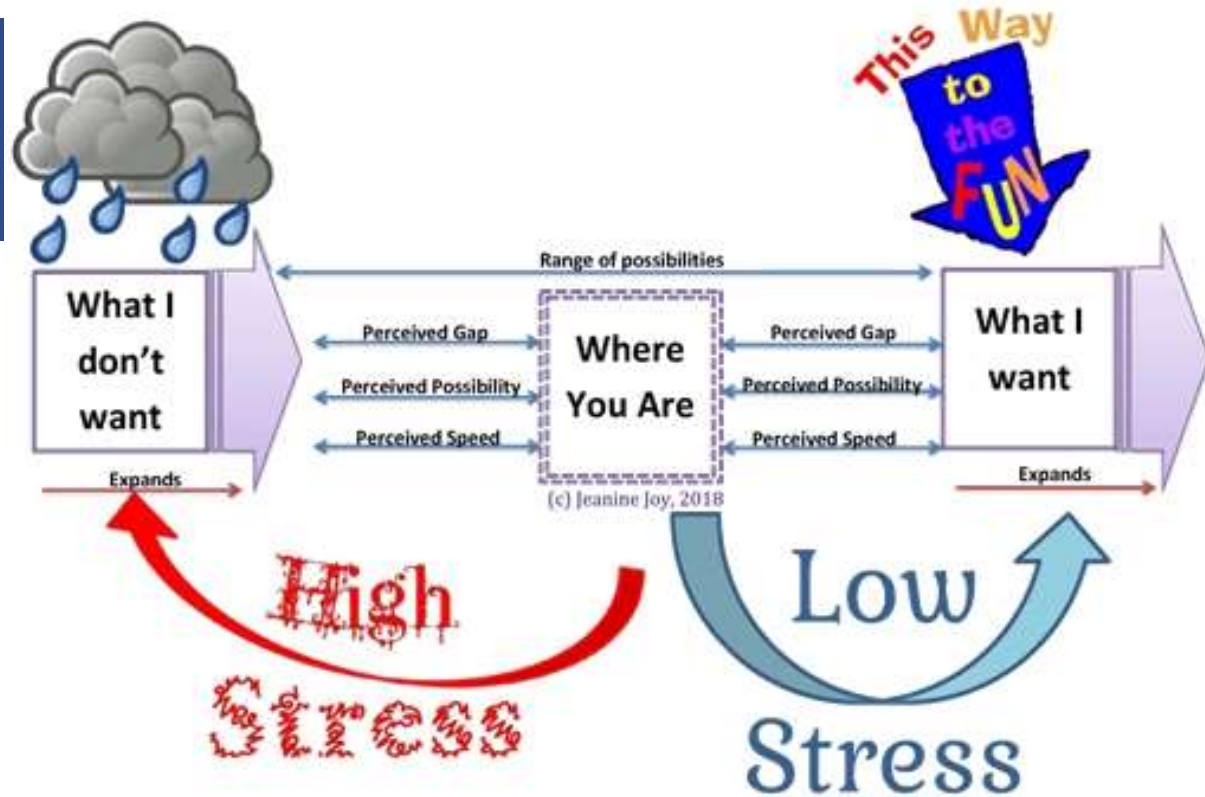 This Way
to
the
FUN
Range of possibilities
What I
don't
want
Expands
Perceived Gap
Perceived Possibility
Perceived Speed
Where
You Are
(c) Jeanine Joy, 2018
Perceived Gap
Perceived Possibility
Perceived Speed
What I
want
Expands
High
Stress
Low
Stress